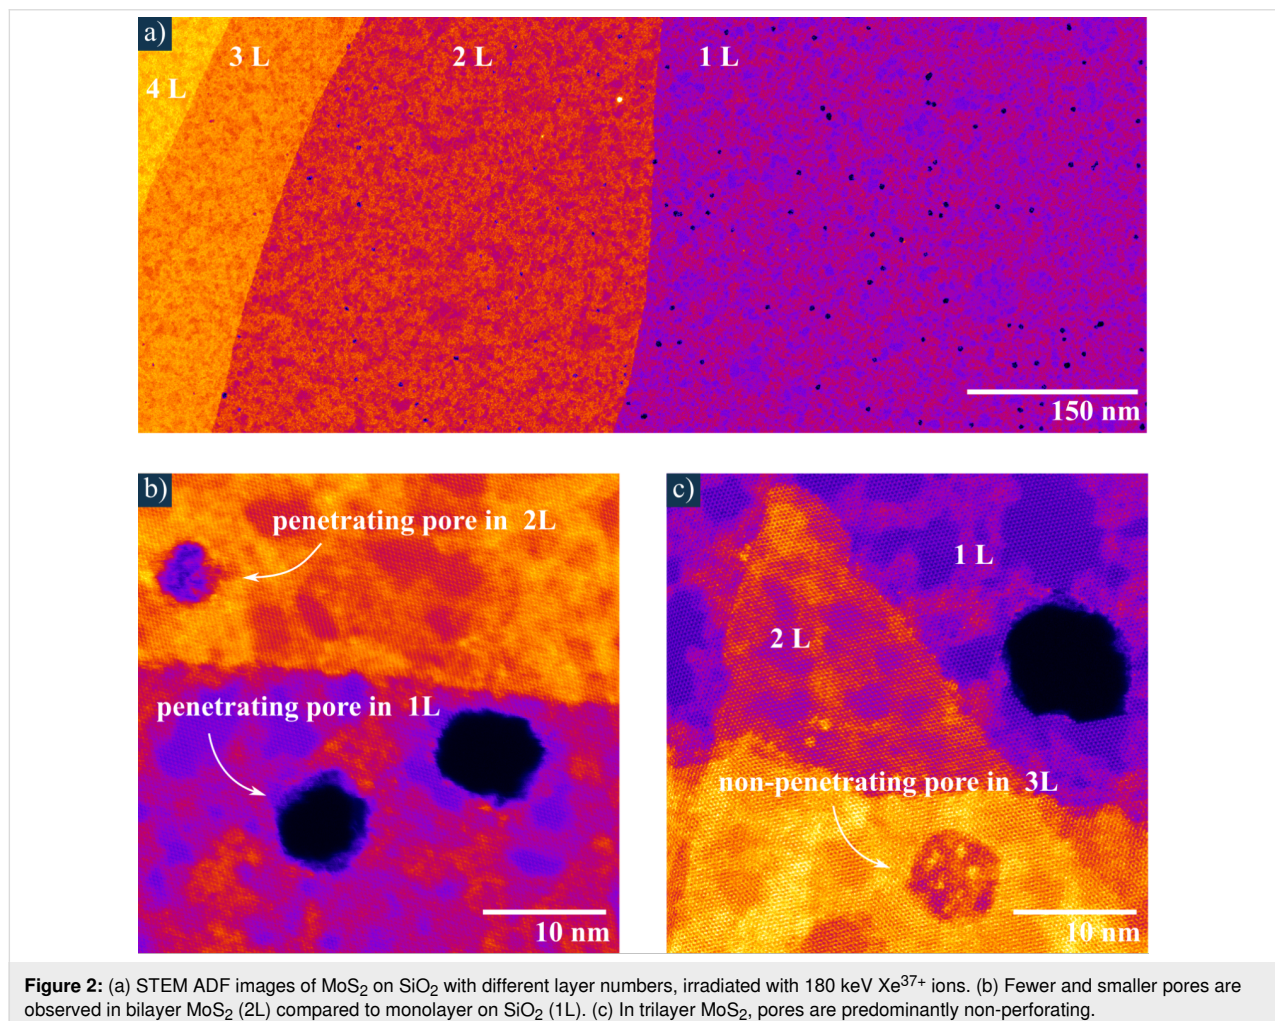 a)
3 L
2 L
1 L
4 L
150 nm
b)
penetrating pore in 2L
penetrating pore in 1L
10 nm
c)
1 L
2 L
non-penetrating pore in 3L
10 nm
Figure 2: (a) STEM ADF images of MoS₂ on SiO₂ with different layer numbers, irradiated with 180 keV Xe³⁷⁺ ions. (b) Fewer and smaller pores are
observed in bilayer MoS₂ (2L) compared to monolayer on SiO₂ (1L). (c) In trilayer MoS₂, pores are predominantly non-perforating.